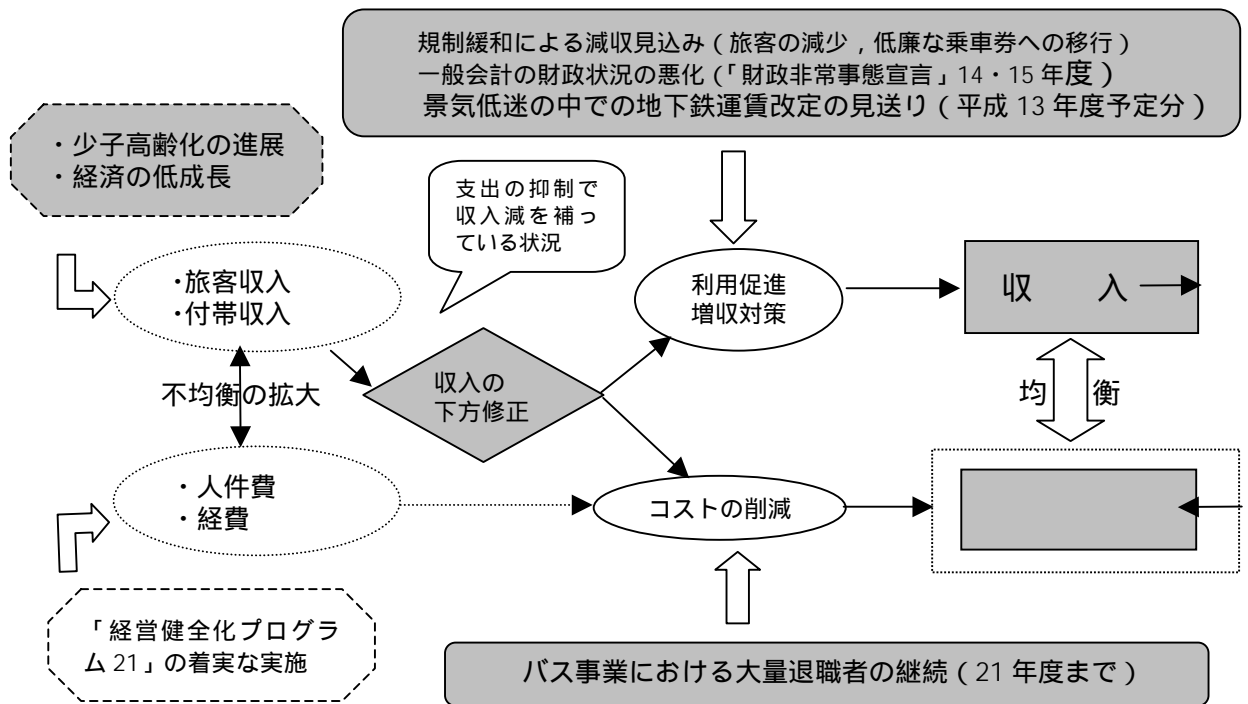 規制緩和による減収見込み（旅客の減少，低廉な乗車券への移行）
一般会計の財政状況の悪化（「財政非常事態宣言」14・15年度）
景気低迷の中での地下鉄運賃改定の見送り（平成13年度予定分）
・少子高齢化の進展
・経済の低成長
支出の抑制で
収入減を補っ
ている状況
・旅客収入
・付帯収入
利用促進
増収対策
収　入
不均衡の拡大
収入の
下方修正
均　衡
・人件費
・経費
コストの削減
「経営健全化プログラ
ム21」の着実な実施
バス事業における大量退職者の継続（21年度まで）